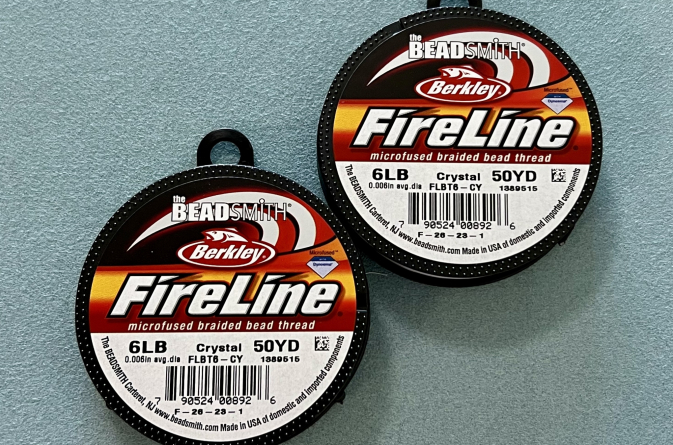 the
BEADSMITH®
Berkley
Microfused™
Dyneema
FireLine®
microfused braided bead thread
6LB Crystal 50YD
0.006in avg.dia FLBT6-CY 1389515
7 90524 00892 6
F-26-23-1
The BEADSMITH Carteret, NJ www.beadsmith.com Made in USA of domestic and imported components
the
BEADSMITH®
Berkley
Microfused™
Dyneema
FireLine®
microfused braided bead thread
6LB Crystal 50YD
0.006in avg.dia FLBT6-CY 1389515
7 90524 00892 6
F-26-23-1
The BEADSMITH Carteret, NJ www.beadsmith.com Made in USA of domestic and imported components